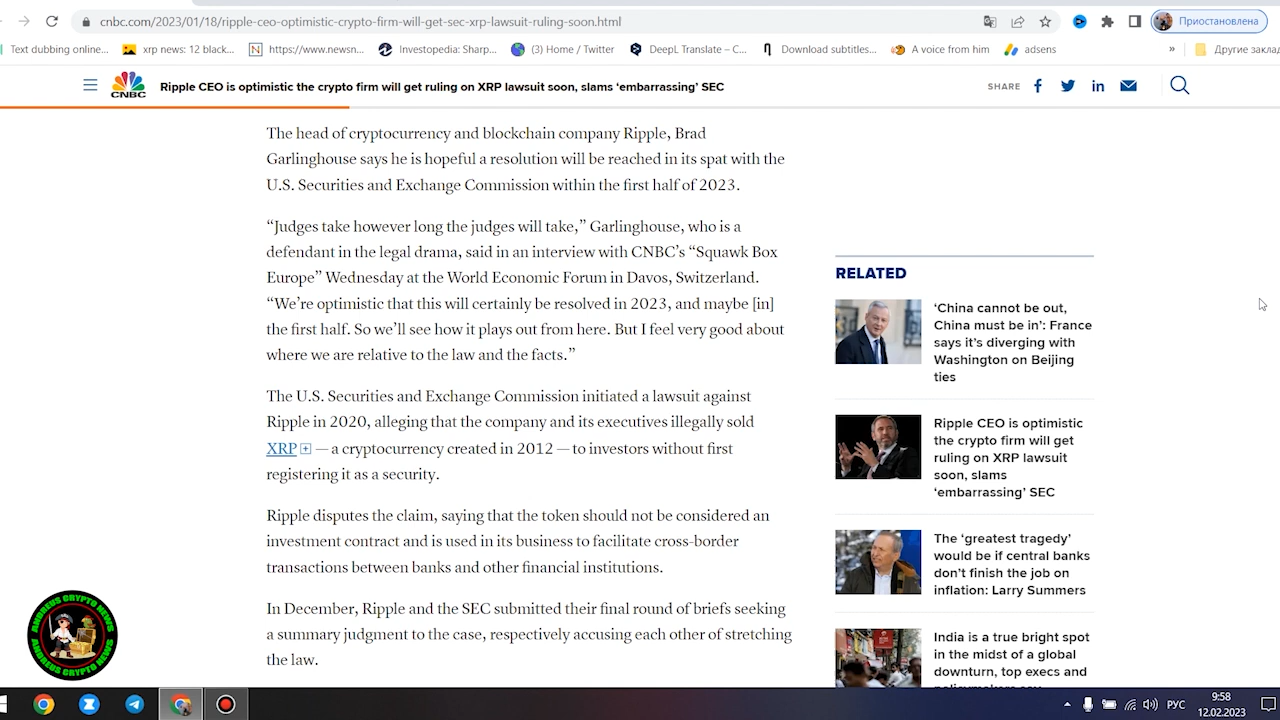 cnbc.com/2023/01/18/ripple-ceo-optimistic-crypto-firm-will-get-sec-xrp-lawsuit-ruling-soon.html
Приостановлена
Text dubbing online...
xrp news: 12 black...
https://www.newsn...
Investopedia: Sharp...
(3) Home / Twitter
DeepL Translate – C...
Download subtitles...
A voice from him
adsens
»
Другие закла
CNBC
Ripple CEO is optimistic the crypto firm will get ruling on XRP lawsuit soon, slams ‘embarrassing’ SEC
SHARE
The head of cryptocurrency and blockchain company Ripple, Brad
Garlinghouse says he is hopeful a resolution will be reached in its spat with the
U.S. Securities and Exchange Commission within the first half of 2023.
“Judges take however long the judges will take,” Garlinghouse, who is a
defendant in the legal drama, said in an interview with CNBC’s “Squawk Box
Europe” Wednesday at the World Economic Forum in Davos, Switzerland.
“We’re optimistic that this will certainly be resolved in 2023, and maybe [in]
the first half. So we’ll see how it plays out from here. But I feel very good about
where we are relative to the law and the facts.”
The U.S. Securities and Exchange Commission initiated a lawsuit against
Ripple in 2020, alleging that the company and its executives illegally sold
XRP — a cryptocurrency created in 2012 — to investors without first
registering it as a security.
Ripple disputes the claim, saying that the token should not be considered an
investment contract and is used in its business to facilitate cross-border
transactions between banks and other financial institutions.
In December, Ripple and the SEC submitted their final round of briefs seeking
a summary judgment to the case, respectively accusing each other of stretching
the law.
RELATED
‘China cannot be out,
China must be in’: France
says it’s diverging with
Washington on Beijing
ties
Ripple CEO is optimistic
the crypto firm will get
ruling on XRP lawsuit
soon, slams
‘embarrassing’ SEC
The ‘greatest tragedy’
would be if central banks
don’t finish the job on
inflation: Larry Summers
India is a true bright spot
in the midst of a global
downturn, top execs and
ANDREUS CRYPTO NEWS
ANDREUS CRYPTO NEWS
РУС
9:58
12.02.2023